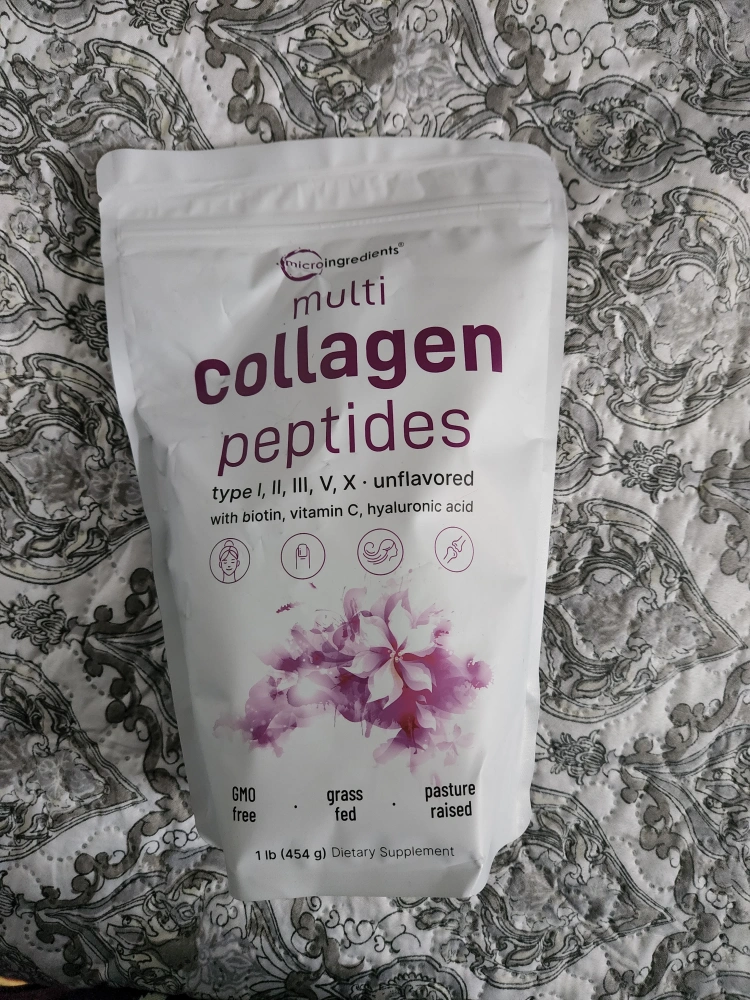 microingredients®
multi
collagen
peptides
type I, II, III, V, X · unflavored
with biotin, vitamin C, hyaluronic acid
GMO free · grass fed · pasture raised
1 lb (454 g) Dietary Supplement